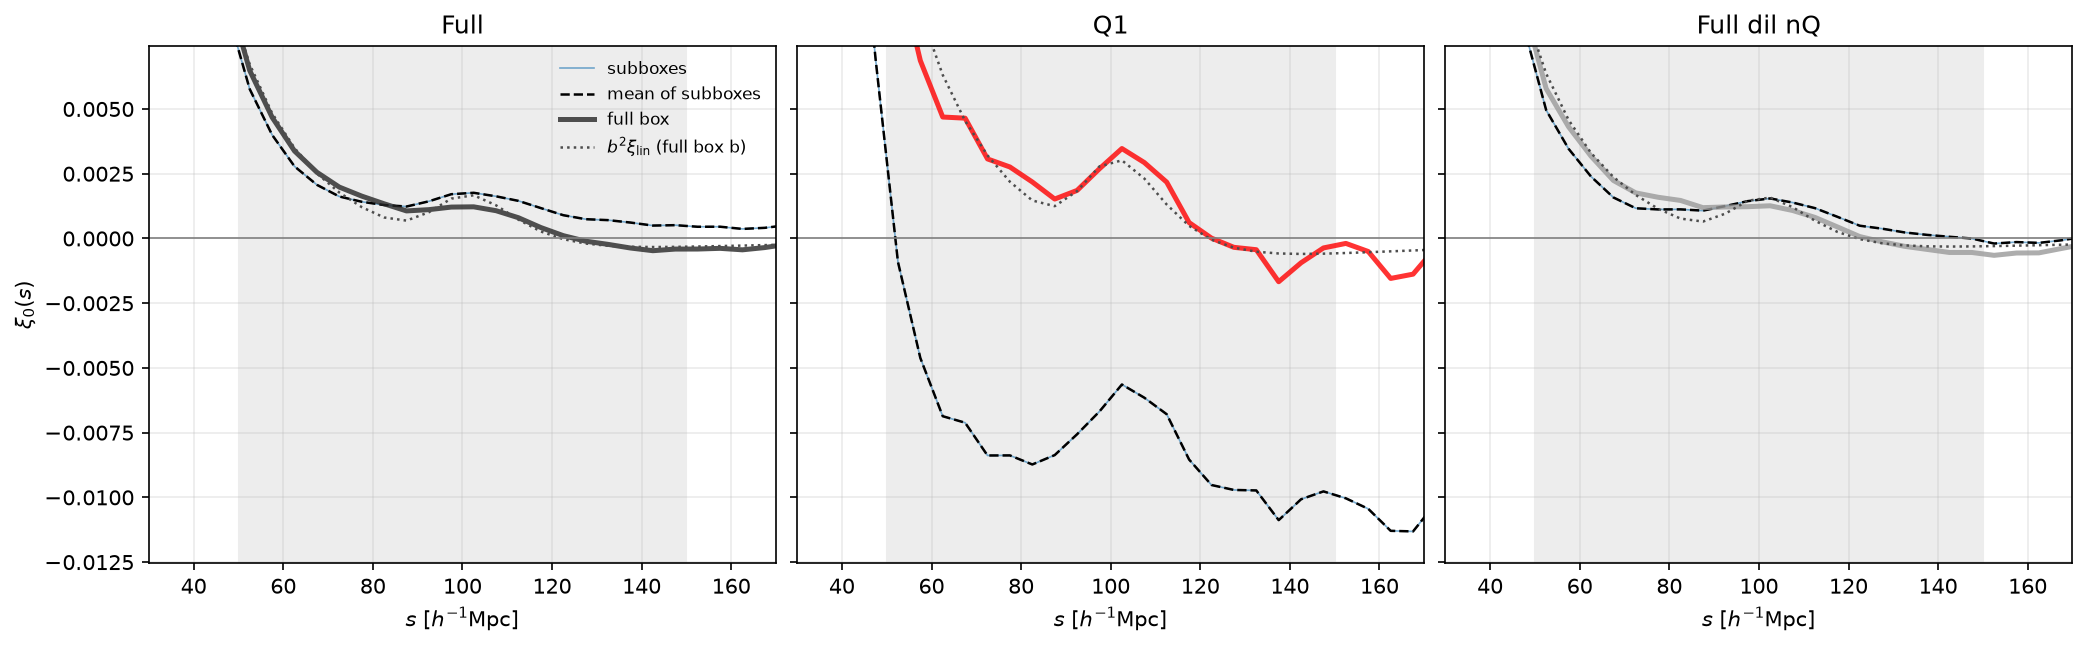 Full
Q1
Full dil nQ
subboxes
mean of subboxes
full box
b²ξ_lin (full box b)
ξ₀(s)
0.0050
0.0025
0.0000
−0.0025
−0.0050
−0.0075
−0.0100
−0.0125
40 60 80 100 120 140 160
40 60 80 100 120 140 160
40 60 80 100 120 140 160
s [h⁻¹Mpc]
s [h⁻¹Mpc]
s [h⁻¹Mpc]